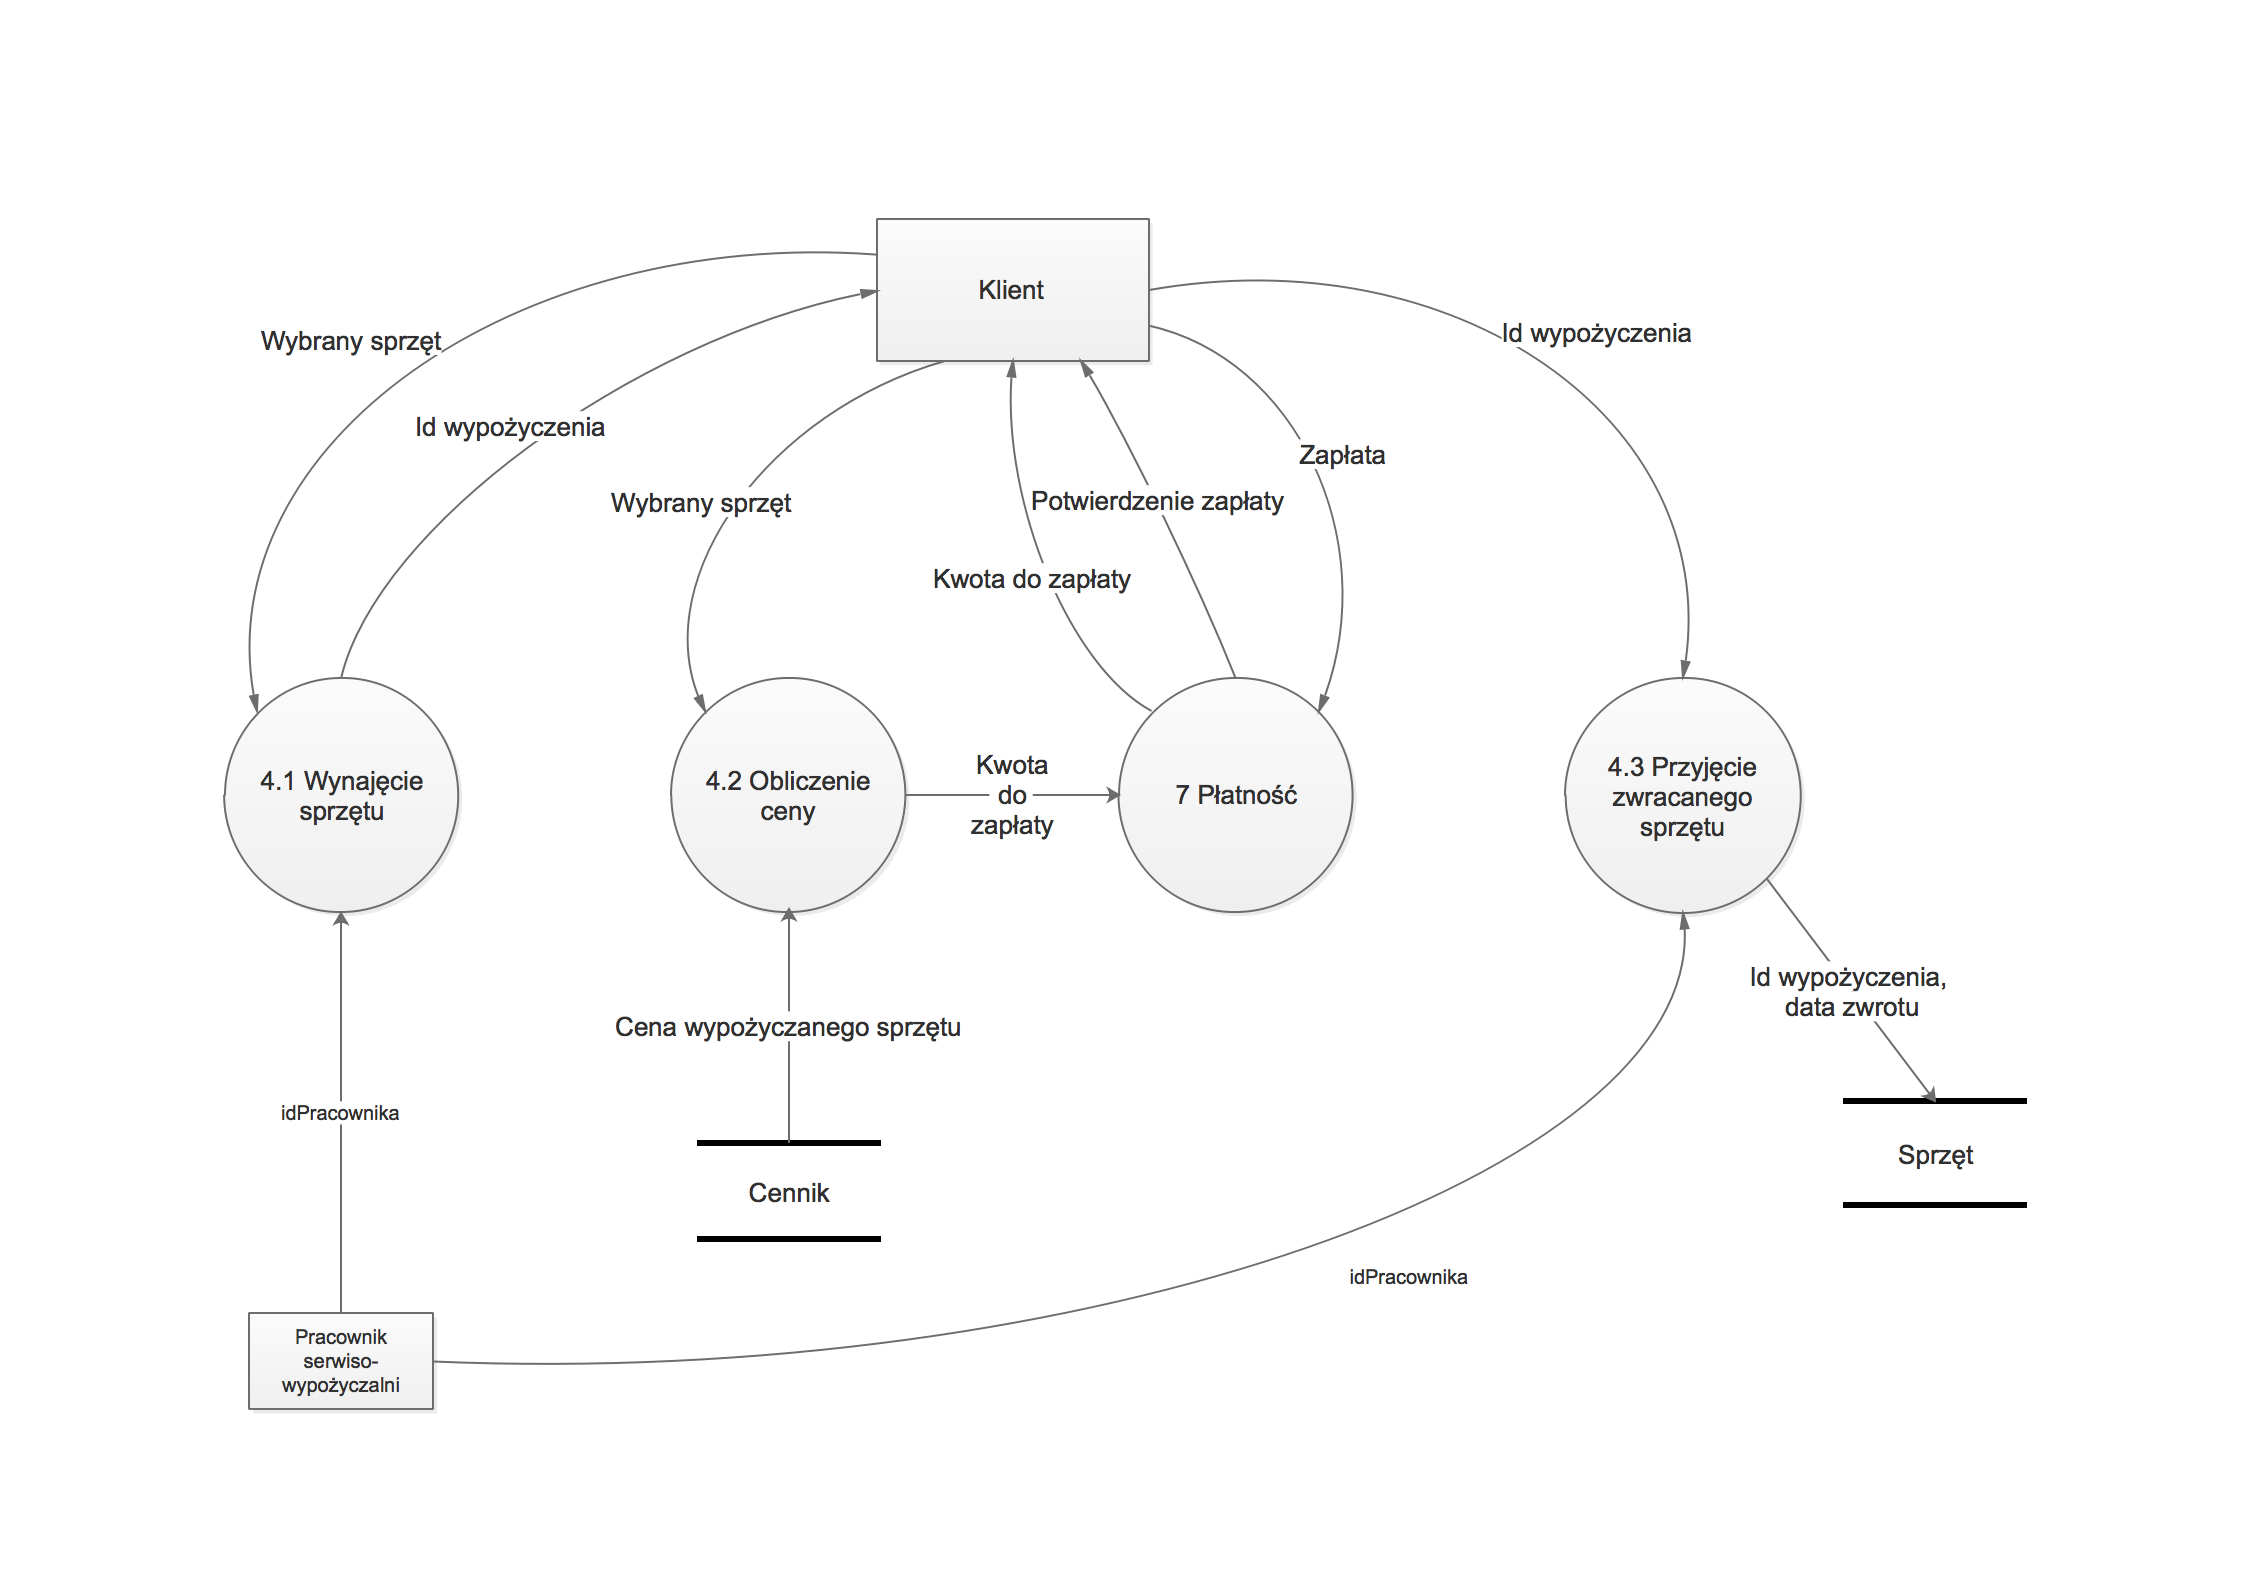 Klient
Wybrany sprzęt
Id wypożyczenia
Id wypożyczenia
Zapłata
Wybrany sprzęt
Potwierdzenie zapłaty
Kwota do zapłaty
4.1 Wynajęcie
sprzętu
4.2 Obliczenie
ceny
Kwota
do
zapłaty
7 Płatność
4.3 Przyjęcie
zwracanego
sprzętu
Id wypożyczenia,
data zwrotu
Cena wypożyczanego sprzętu
idPracownika
Sprzęt
Cennik
idPracownika
Pracownik
serwiso-
wypożyczalni